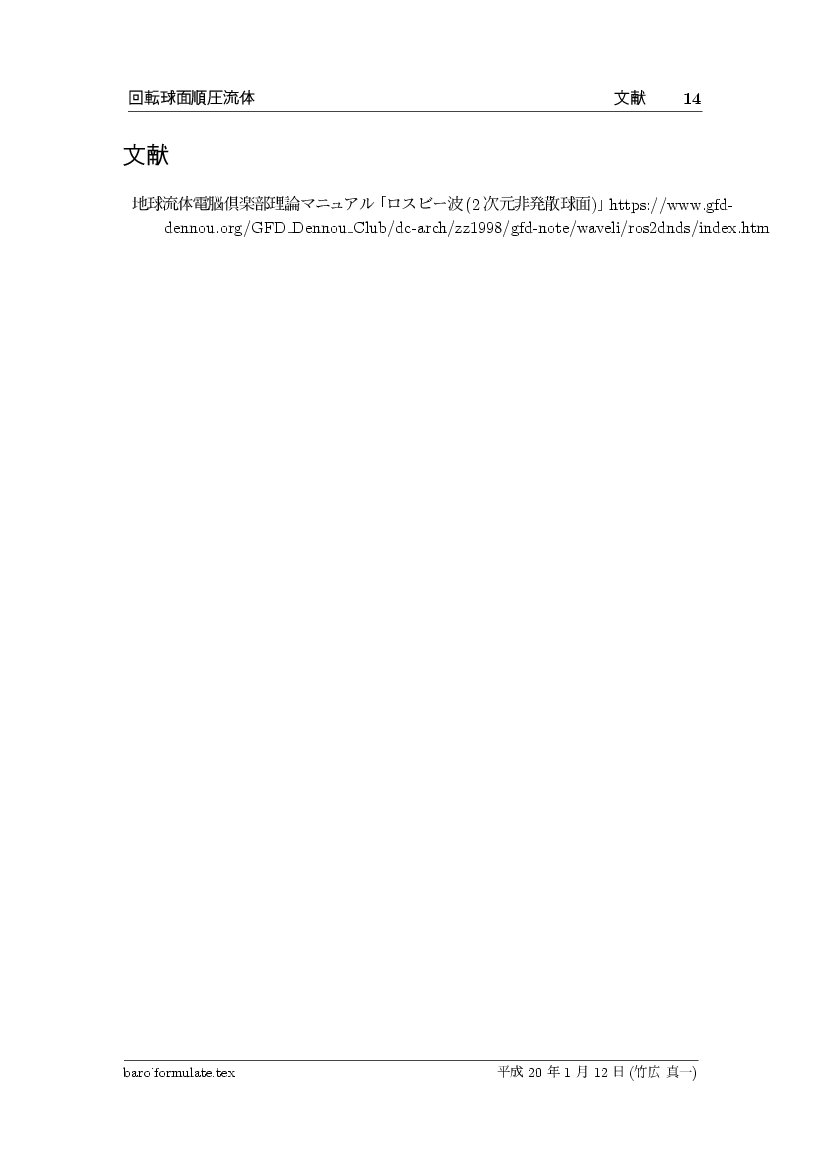 回転球面順圧流体 文献 14
文献
地球流体電脳倶楽部理論マニュアル「ロスビー波(2 次元非発散球面)」https://www.gfd-
dennou.org/GFD_Dennou_Club/dc-arch/zz1998/gfd-note/waveli/ros2dnds/index.htm
baro˙formulate.tex 平成 20 年 1 月 12 日 (竹広 真一)